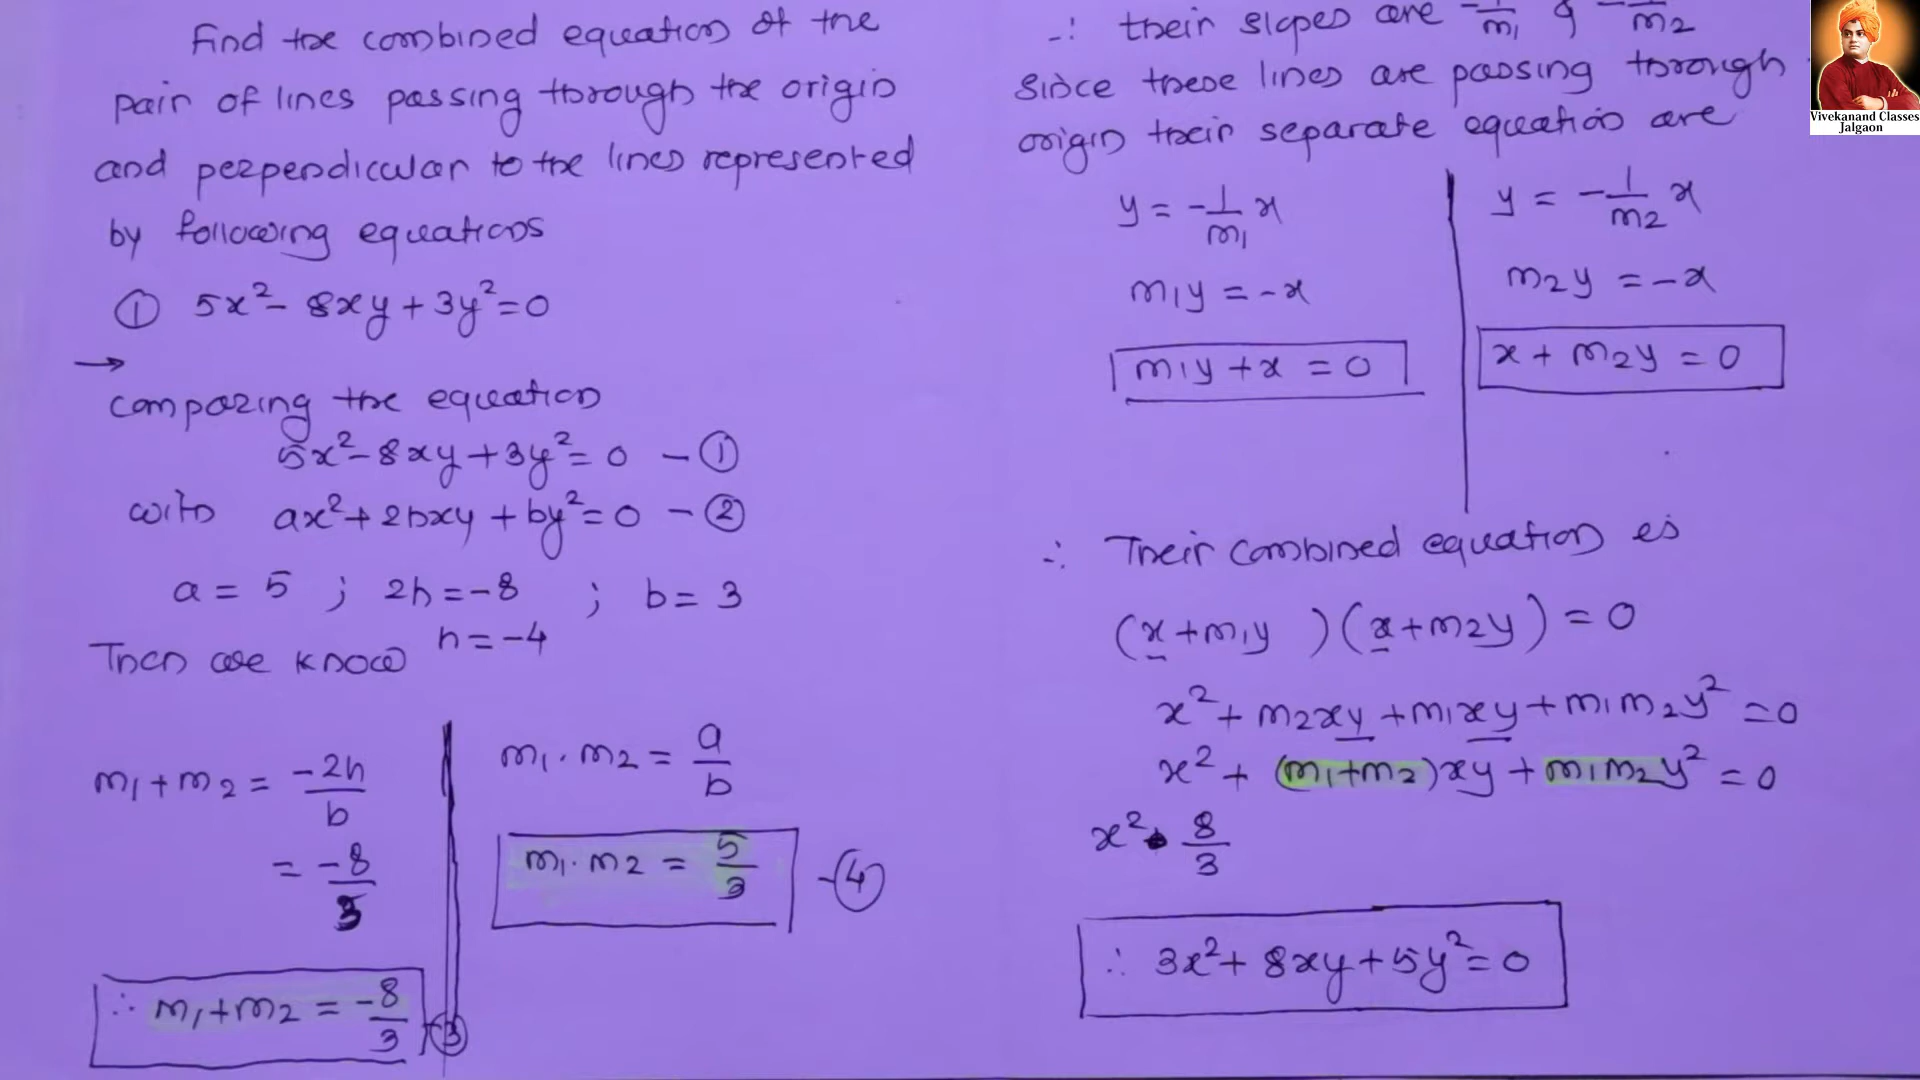 Find the combined equation of the
pair of lines passing through the origin
and perpendicular to the lines represented
by following equations
① 5x² - 8xy + 3y² = 0
→
Comparing the equation
5x² - 8xy + 3y² = 0 - ①
with ax² + 2hxy + by² = 0 - ②
a = 5 ; 2h = -8 ; b = 3
h = -4
Then we know
m₁ + m₂ = -2h/b
= -8/3
∴ m₁ + m₂ = -8/3 - ③
m₁ · m₂ = a/b
m₁ · m₂ = 5/3 - ④
∴ their slopes are -1/m₁ & -1/m₂
Since these lines are passing through
origin their separate equation are
y = -1/m₁ x
m₁y = -x
m₁y + x = 0
y = -1/m₂ x
m₂y = -x
x + m₂y = 0
∴ Their combined equation is
(x + m₁y ) (x + m₂y) = 0
x² + m₂xy + m₁xy + m₁m₂y² = 0
x² + (m₁+m₂)xy + m₁m₂y² = 0
x² 8/3
∴ 3x² + 8xy + 5y² = 0
Vivekanand Classes
Jalgaon